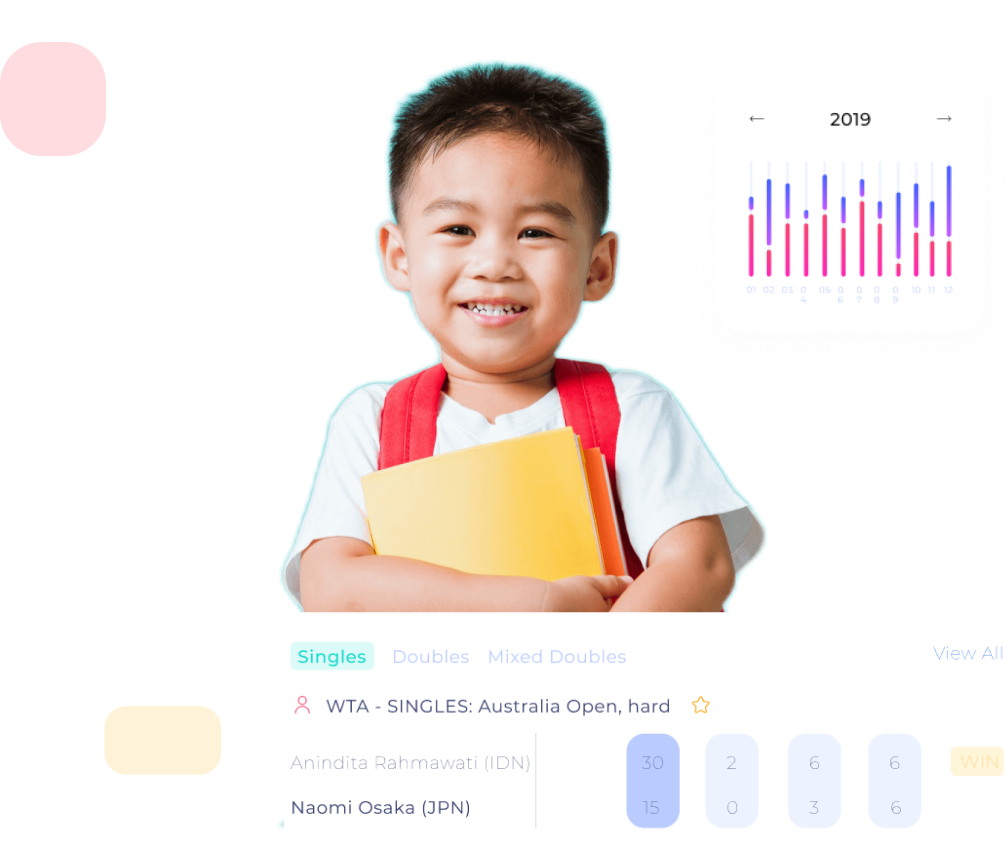 ← 2019 →
01 02 03 04 05 06 07 08 09 10 11 12
Singles Doubles Mixed Doubles View All
WTA - SINGLES: Australia Open, hard
Anindita Rahmawati (IDN) 30 2 6 6 WIN
Naomi Osaka (JPN) 15 0 3 6